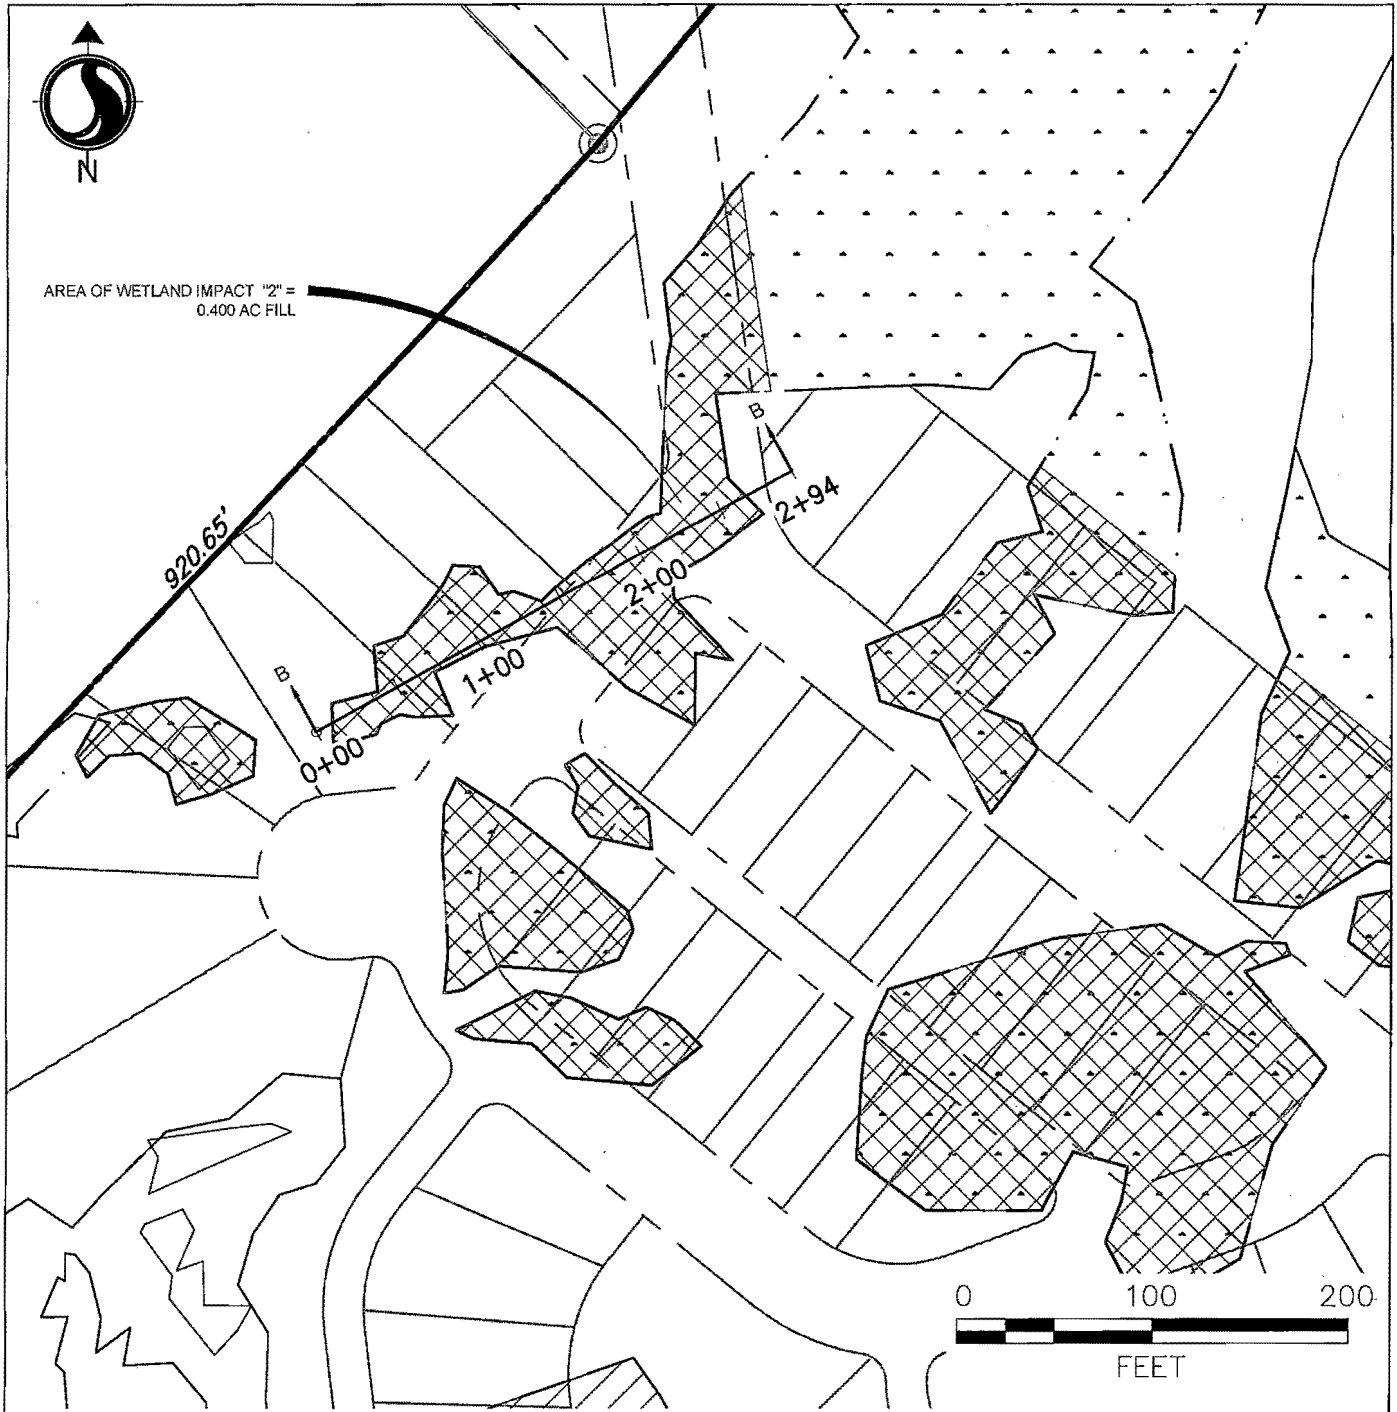 N
AREA OF WETLAND IMPACT "2" =
0.400 AC FILL
B
2+94
920.65'
2+00
1+00
B
0+00
0 100 200
FEET